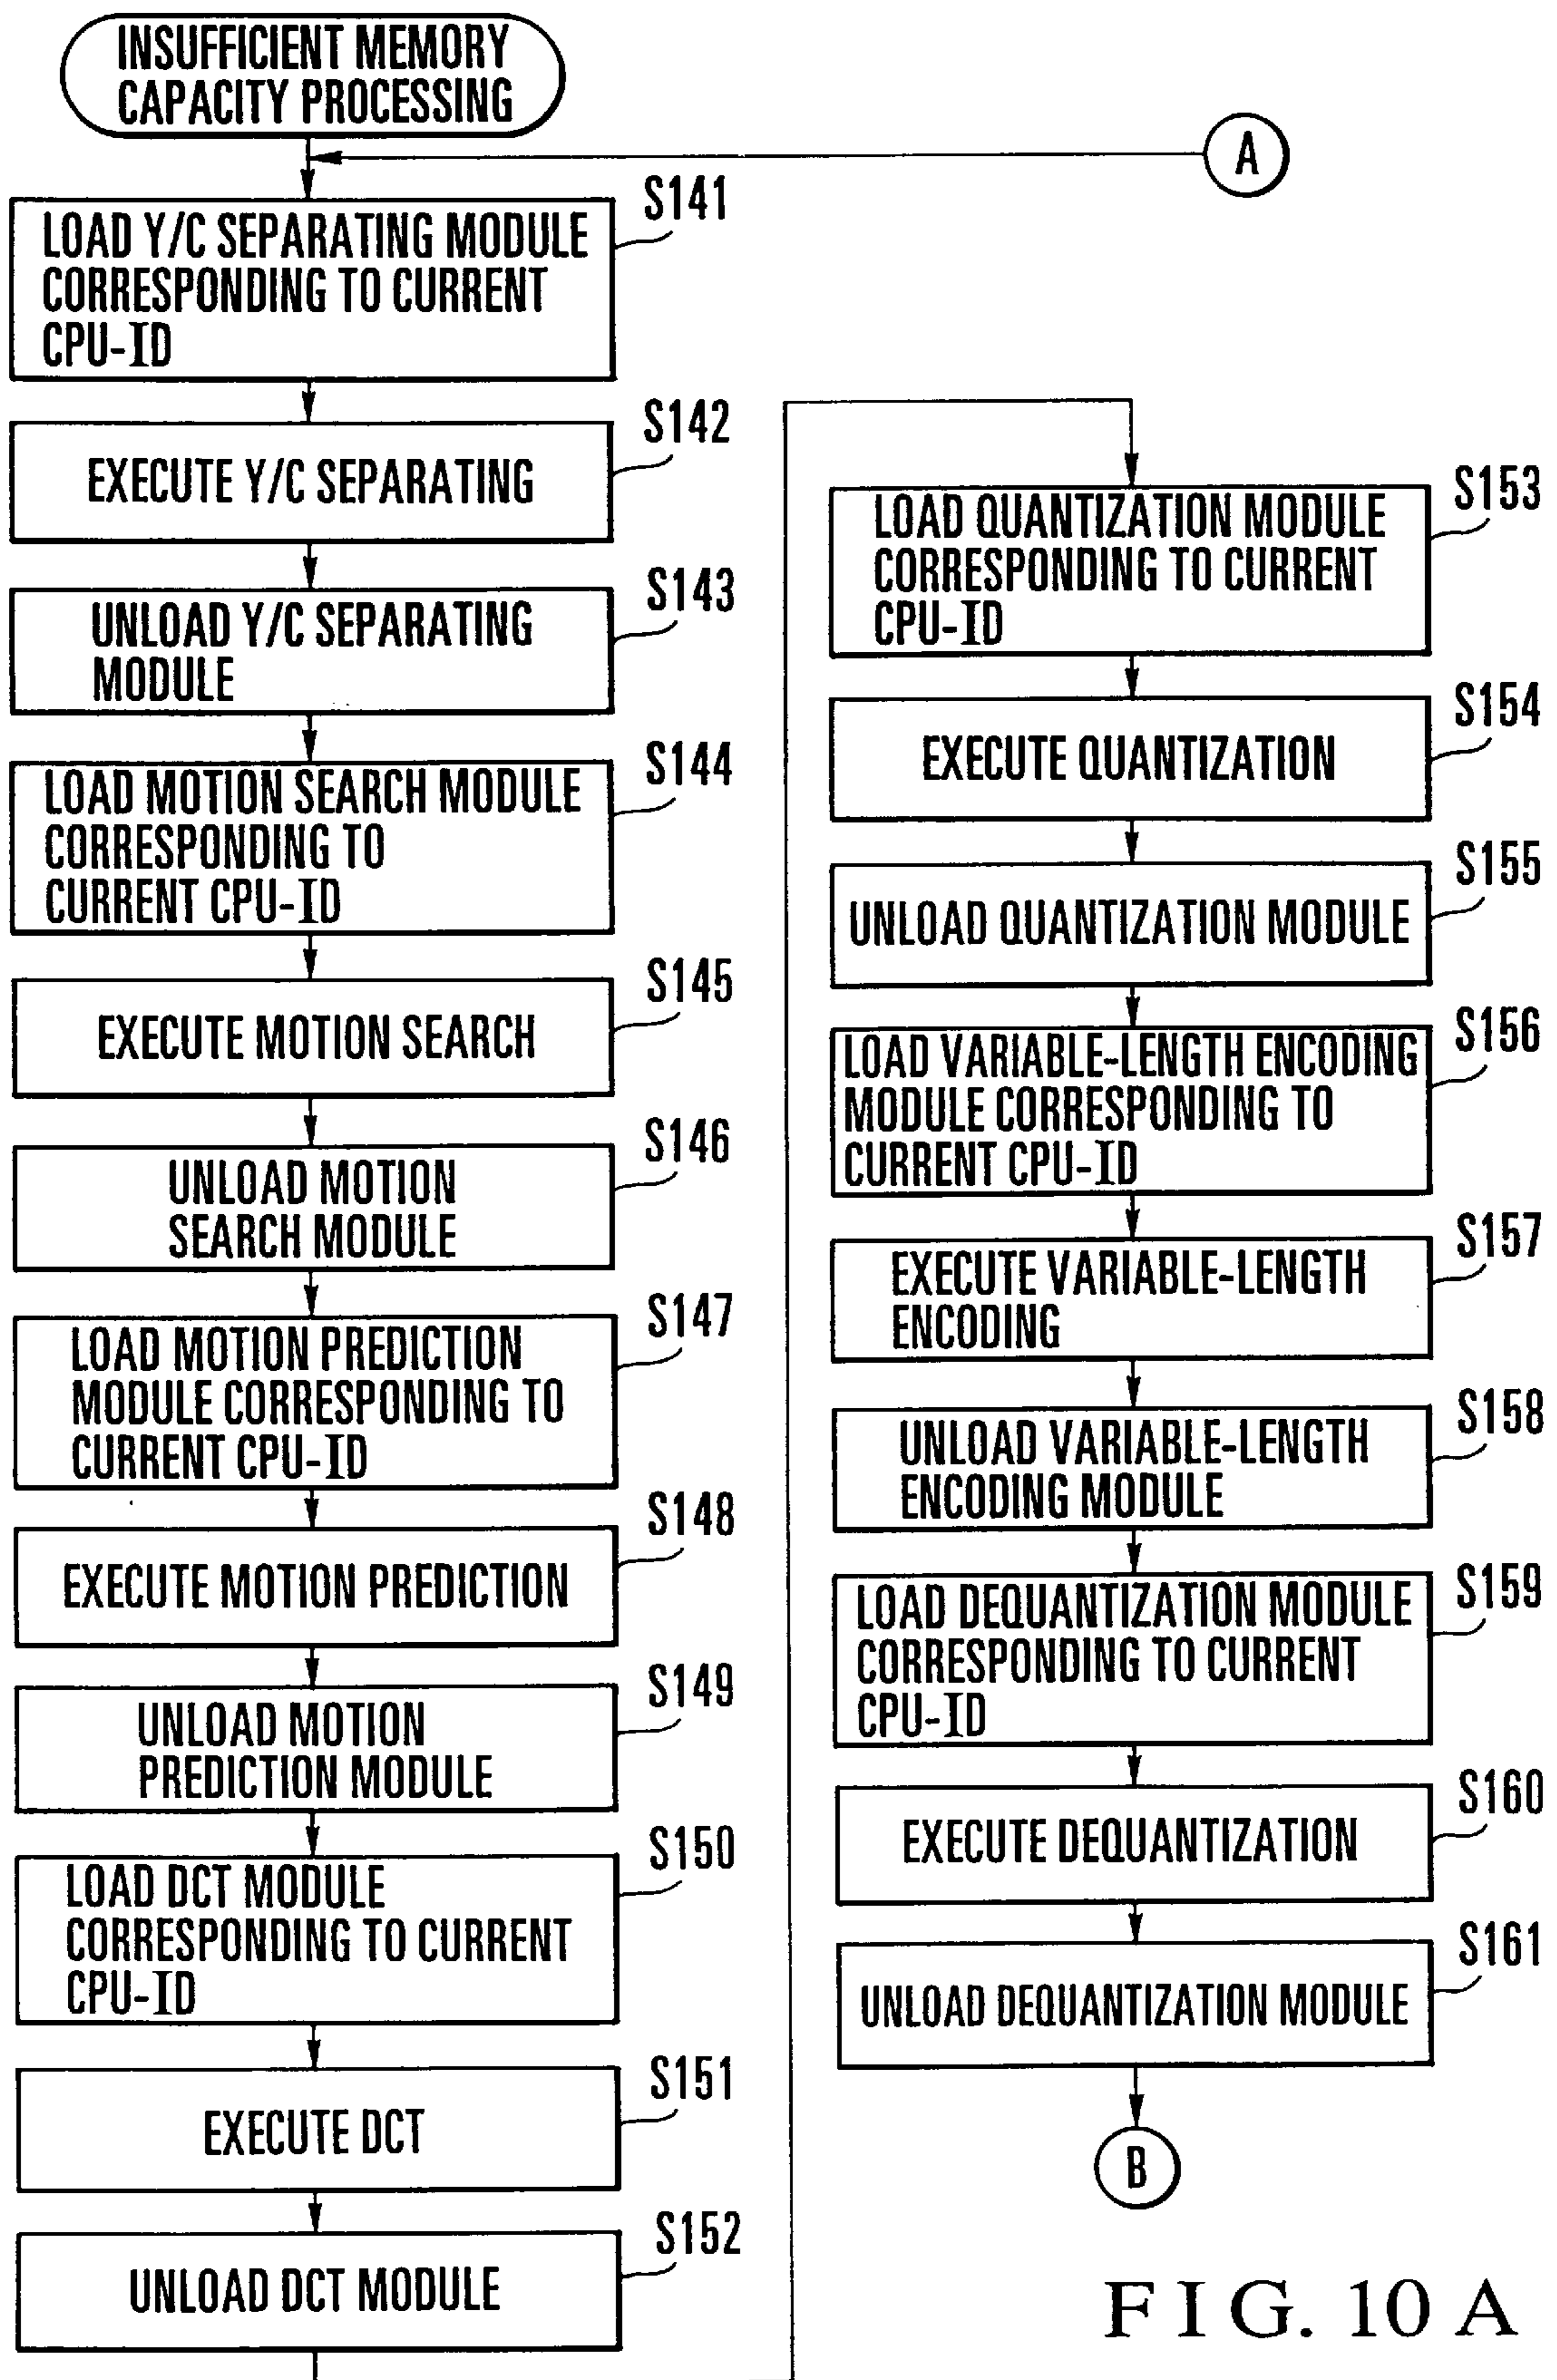 INSUFFICIENT MEMORY
CAPACITY PROCESSING
A
S141
LOAD Y/C SEPARATING MODULE
CORRESPONDING TO CURRENT
CPU-ID
S142
EXECUTE Y/C SEPARATING
S143
UNLOAD Y/C SEPARATING
MODULE
S144
LOAD MOTION SEARCH MODULE
CORRESPONDING TO
CURRENT CPU-ID
S145
EXECUTE MOTION SEARCH
S146
UNLOAD MOTION
SEARCH MODULE
S147
LOAD MOTION PREDICTION
MODULE CORRESPONDING TO
CURRENT CPU-ID
S148
EXECUTE MOTION PREDICTION
S149
UNLOAD MOTION
PREDICTION MODULE
S150
LOAD DCT MODULE
CORRESPONDING TO CURRENT
CPU-ID
S151
EXECUTE DCT
S152
UNLOAD DCT MODULE
S153
LOAD QUANTIZATION MODULE
CORRESPONDING TO CURRENT
CPU-ID
S154
EXECUTE QUANTIZATION
S155
UNLOAD QUANTIZATION MODULE
S156
LOAD VARIABLE-LENGTH ENCODING
MODULE CORRESPONDING TO
CURRENT CPU-ID
S157
EXECUTE VARIABLE-LENGTH
ENCODING
S158
UNLOAD VARIABLE-LENGTH
ENCODING MODULE
S159
LOAD DEQUANTIZATION MODULE
CORRESPONDING TO CURRENT
CPU-ID
S160
EXECUTE DEQUANTIZATION
S161
UNLOAD DEQUANTIZATION MODULE
B
FIG. 10 A